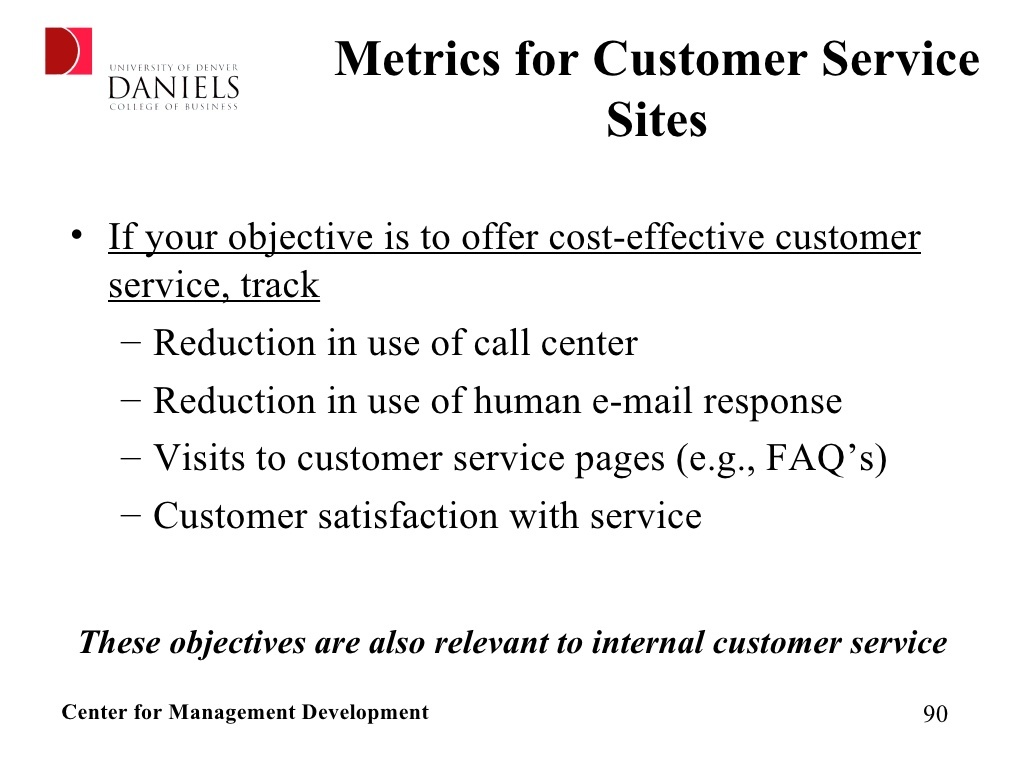 UNIVERSITY OF DENVER
DANIELS
COLLEGE OF BUSINESS
Metrics for Customer Service
Sites
• If your objective is to offer cost-effective customer
service, track
– Reduction in use of call center
– Reduction in use of human e-mail response
– Visits to customer service pages (e.g., FAQ’s)
– Customer satisfaction with service
These objectives are also relevant to internal customer service
Center for Management Development
90